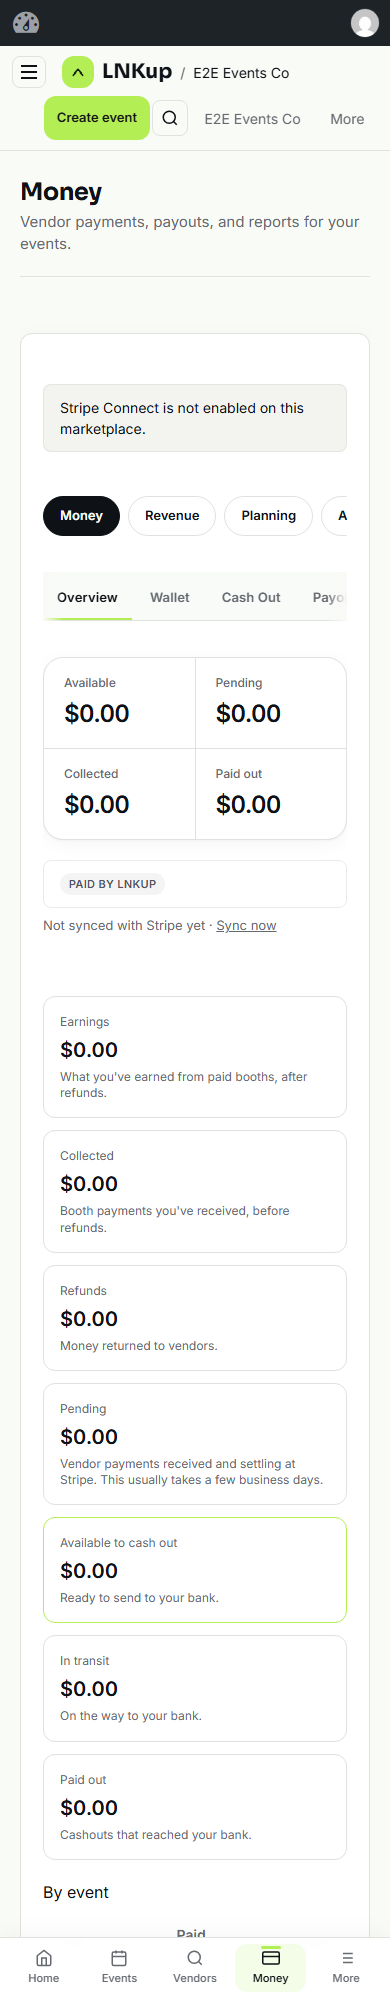 LNKup / E2E Events Co
Create event
E2E Events Co
More
Money
Vendor payments, payouts, and reports for your
events.
Stripe Connect is not enabled on this
marketplace.
Money
Revenue
Planning
A
Overview
Wallet
Cash Out
Payo
Available
$0.00
Pending
$0.00
Collected
$0.00
Paid out
$0.00
PAID BY LNKUP
Not synced with Stripe yet · Sync now
Earnings
$0.00
What you've earned from paid booths, after
refunds.
Collected
$0.00
Booth payments you've received, before
refunds.
Refunds
$0.00
Money returned to vendors.
Pending
$0.00
Vendor payments received and settling at
Stripe. This usually takes a few business days.
Available to cash out
$0.00
Ready to send to your bank.
In transit
$0.00
On the way to your bank.
Paid out
$0.00
Cashouts that reached your bank.
By event
Paid
Home
Events
Vendors
Money
More